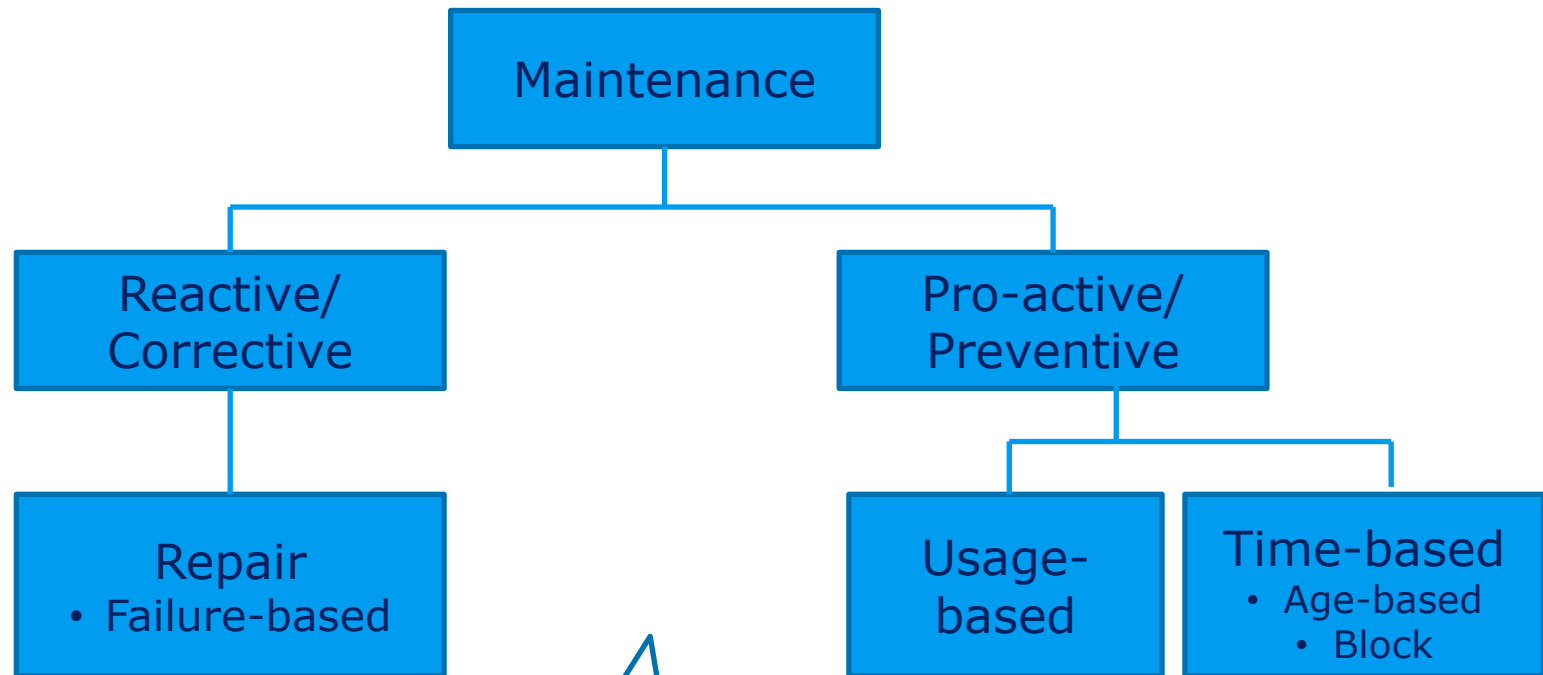 Maintenance
Reactive/
Corrective
Pro-active/
Preventive
Repair
• Failure-based
Usage-
based
Time-based
• Age-based
• Block